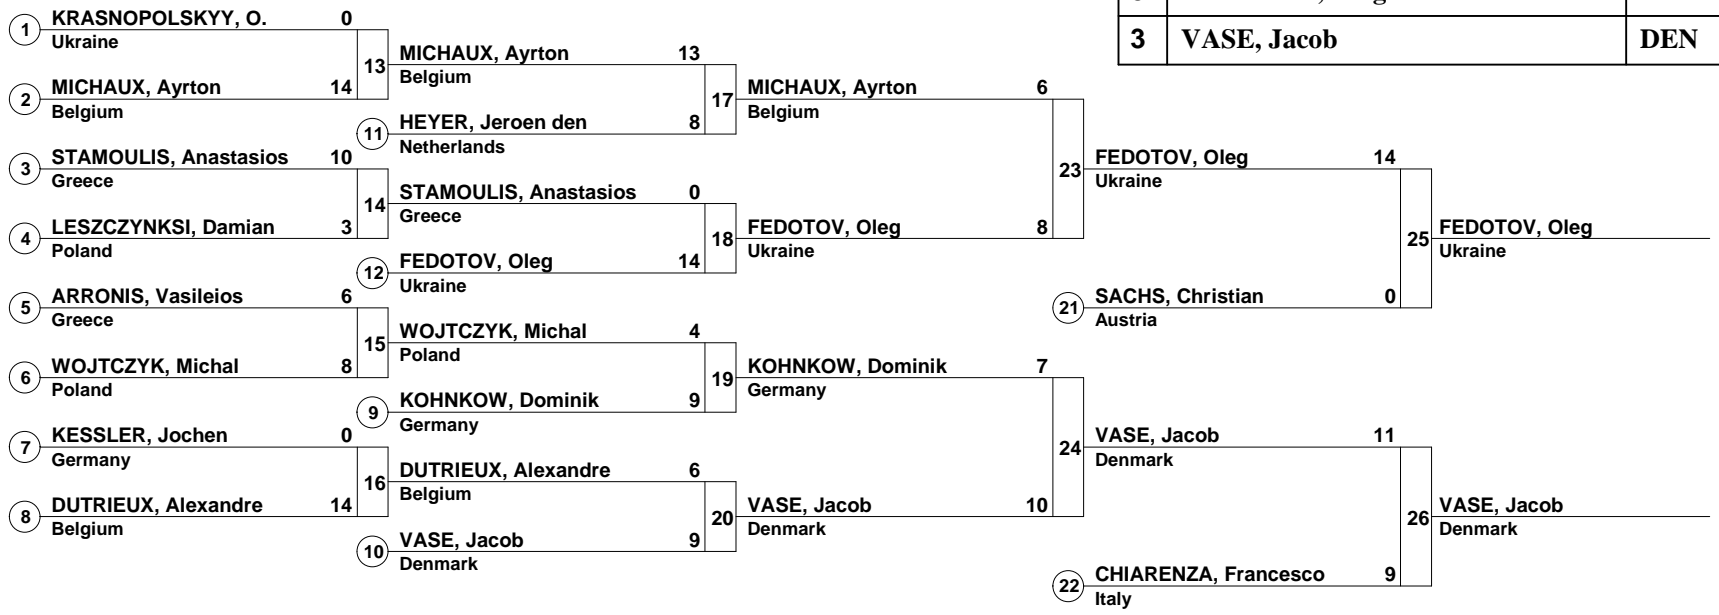 3 VASE, Jacob DEN
1 KRASNOPOLSKYY, O. 0
Ukraine
13
2 MICHAUX, Ayrton 14
Belgium
3 STAMOULIS, Anastasios 10
Greece
14
4 LESZCZYNKSI, Damian 3
Poland
5 ARRONIS, Vasileios 6
Greece
15
6 WOJTCZYK, Michal 8
Poland
7 KESSLER, Jochen 0
Germany
16
8 DUTRIEUX, Alexandre 14
Belgium
MICHAUX, Ayrton 13
Belgium
17
11 HEYER, Jeroen den 8
Netherlands
STAMOULIS, Anastasios 0
Greece
18
12 FEDOTOV, Oleg 14
Ukraine
WOJTCZYK, Michal 4
Poland
19
9 KOHNKOW, Dominik 9
Germany
DUTRIEUX, Alexandre 6
Belgium
20
10 VASE, Jacob 9
Denmark
MICHAUX, Ayrton 6
Belgium
23
FEDOTOV, Oleg 8
Ukraine
KOHNKOW, Dominik 7
Germany
24
VASE, Jacob 10
Denmark
FEDOTOV, Oleg 14
Ukraine
25
21 SACHS, Christian 0
Austria
VASE, Jacob 11
Denmark
26
22 CHIARENZA, Francesco 9
Italy
FEDOTOV, Oleg
Ukraine
VASE, Jacob
Denmark